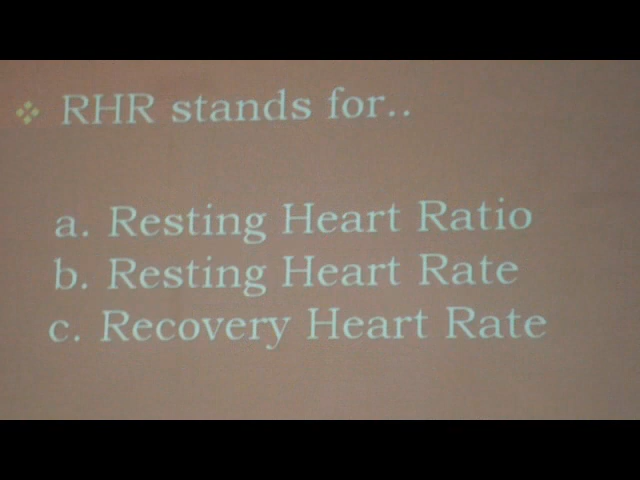 RHR stands for..
a. Resting Heart Ratio
b. Resting Heart Rate
c. Recovery Heart Rate